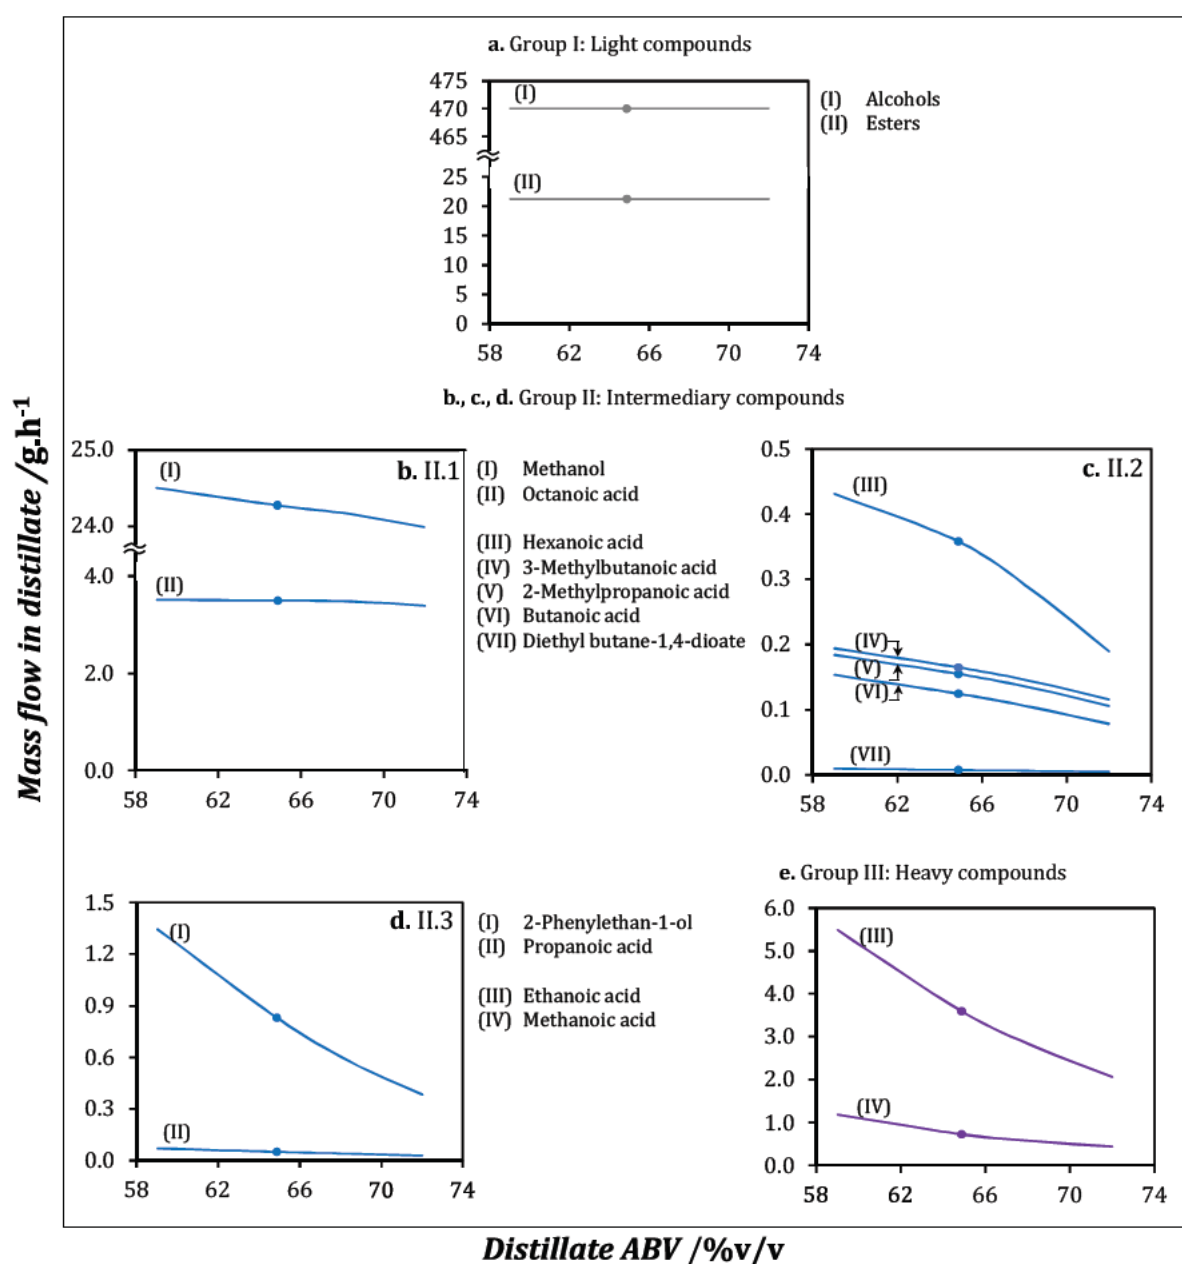 a. Group I: Light compounds
475
470
465
25
20
15
10
5
0
(I)
(II)
58 62 66 70 74
(I) Alcohols
(II) Esters
b., c., d. Group II: Intermediary compounds
25.0
24.0
4.0
2.0
0.0
(I)
(II)
b. II.1
58 62 66 70 74
(I) Methanol
(II) Octanoic acid
(III) Hexanoic acid
(IV) 3-Methylbutanoic acid
(V) 2-Methylpropanoic acid
(VI) Butanoic acid
(VII) Diethyl butane-1,4-dioate
0.5
0.4
0.3
0.2
0.1
0.0
c. II.2
(III)
(IV)
(V)
(VI)
(VII)
58 62 66 70 74
1.5
1.2
0.9
0.6
0.3
0.0
d. II.3
(I)
(II)
58 62 66 70 74
(I) 2-Phenylethan-1-ol
(II) Propanoic acid
(III) Ethanoic acid
(IV) Methanoic acid
e. Group III: Heavy compounds
6.0
5.0
4.0
3.0
2.0
1.0
0.0
(III)
(IV)
58 62 66 70 74
Mass flow in distillate /g.h-1
Distillate ABV /%v/v